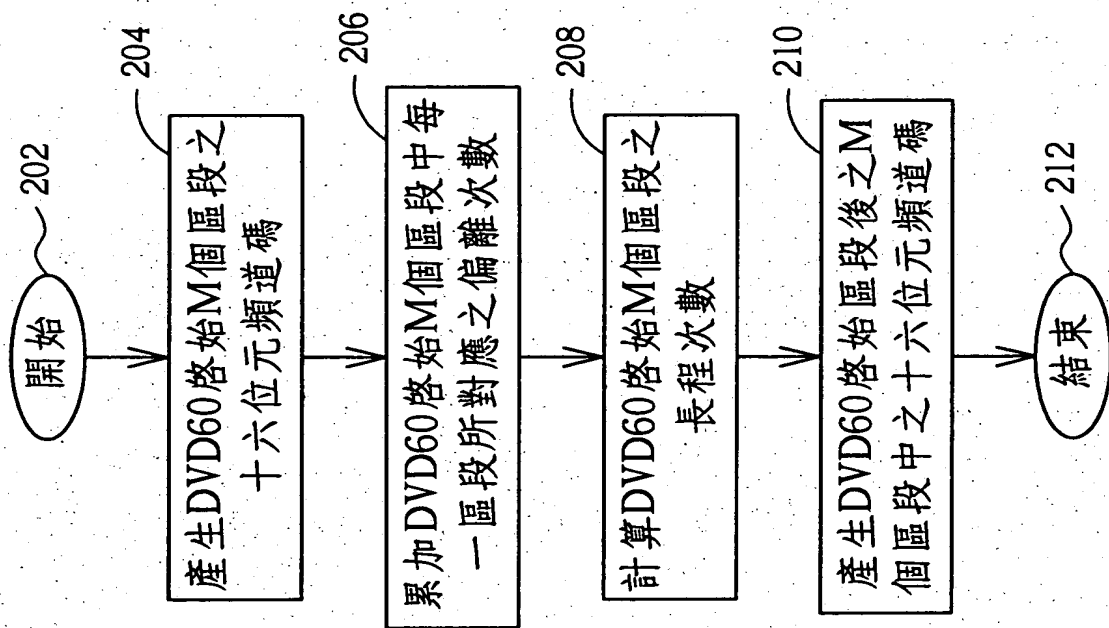 開始
202
產生DVD60啓始M個區段之
十六位元頻道碼
204
累加DVD60啓始M個區段中每
一區段所對應之偏離次數
206
計算DVD60啓始M個區段之
長程次數
208
產生DVD60啓始區段後之M
個區段中之十六位元頻道碼
210
結束
212